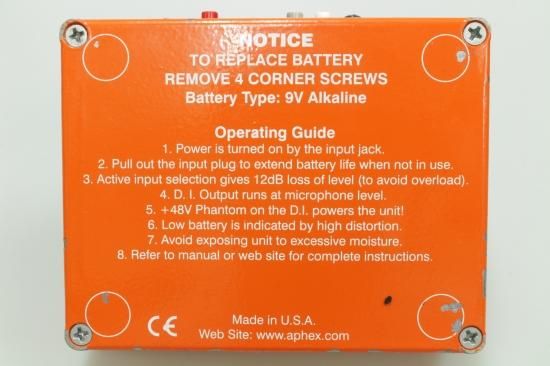 NOTICE
TO REPLACE BATTERY
REMOVE 4 CORNER SCREWS
Battery Type: 9V Alkaline
Operating Guide
1. Power is turned on by the input jack.
2. Pull out the input plug to extend battery life when not in use.
3. Active input selection gives 12dB loss of level (to avoid overload).
4. D. I. Output runs at microphone level.
5. +48V Phantom on the D.I. powers the unit!
6. Low battery is indicated by high distortion.
7. Avoid exposing unit to excessive moisture.
8. Refer to manual or web site for complete instructions.
CE
Made in U.S.A.
Web Site: www.aphex.com